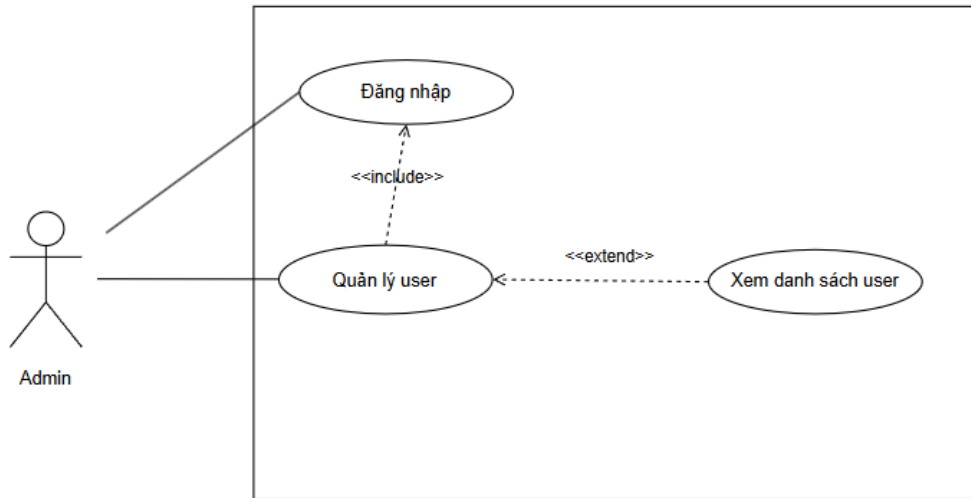 Đăng nhập
<<include>>
<<extend>>
Quản lý user
Xem danh sách user
Admin